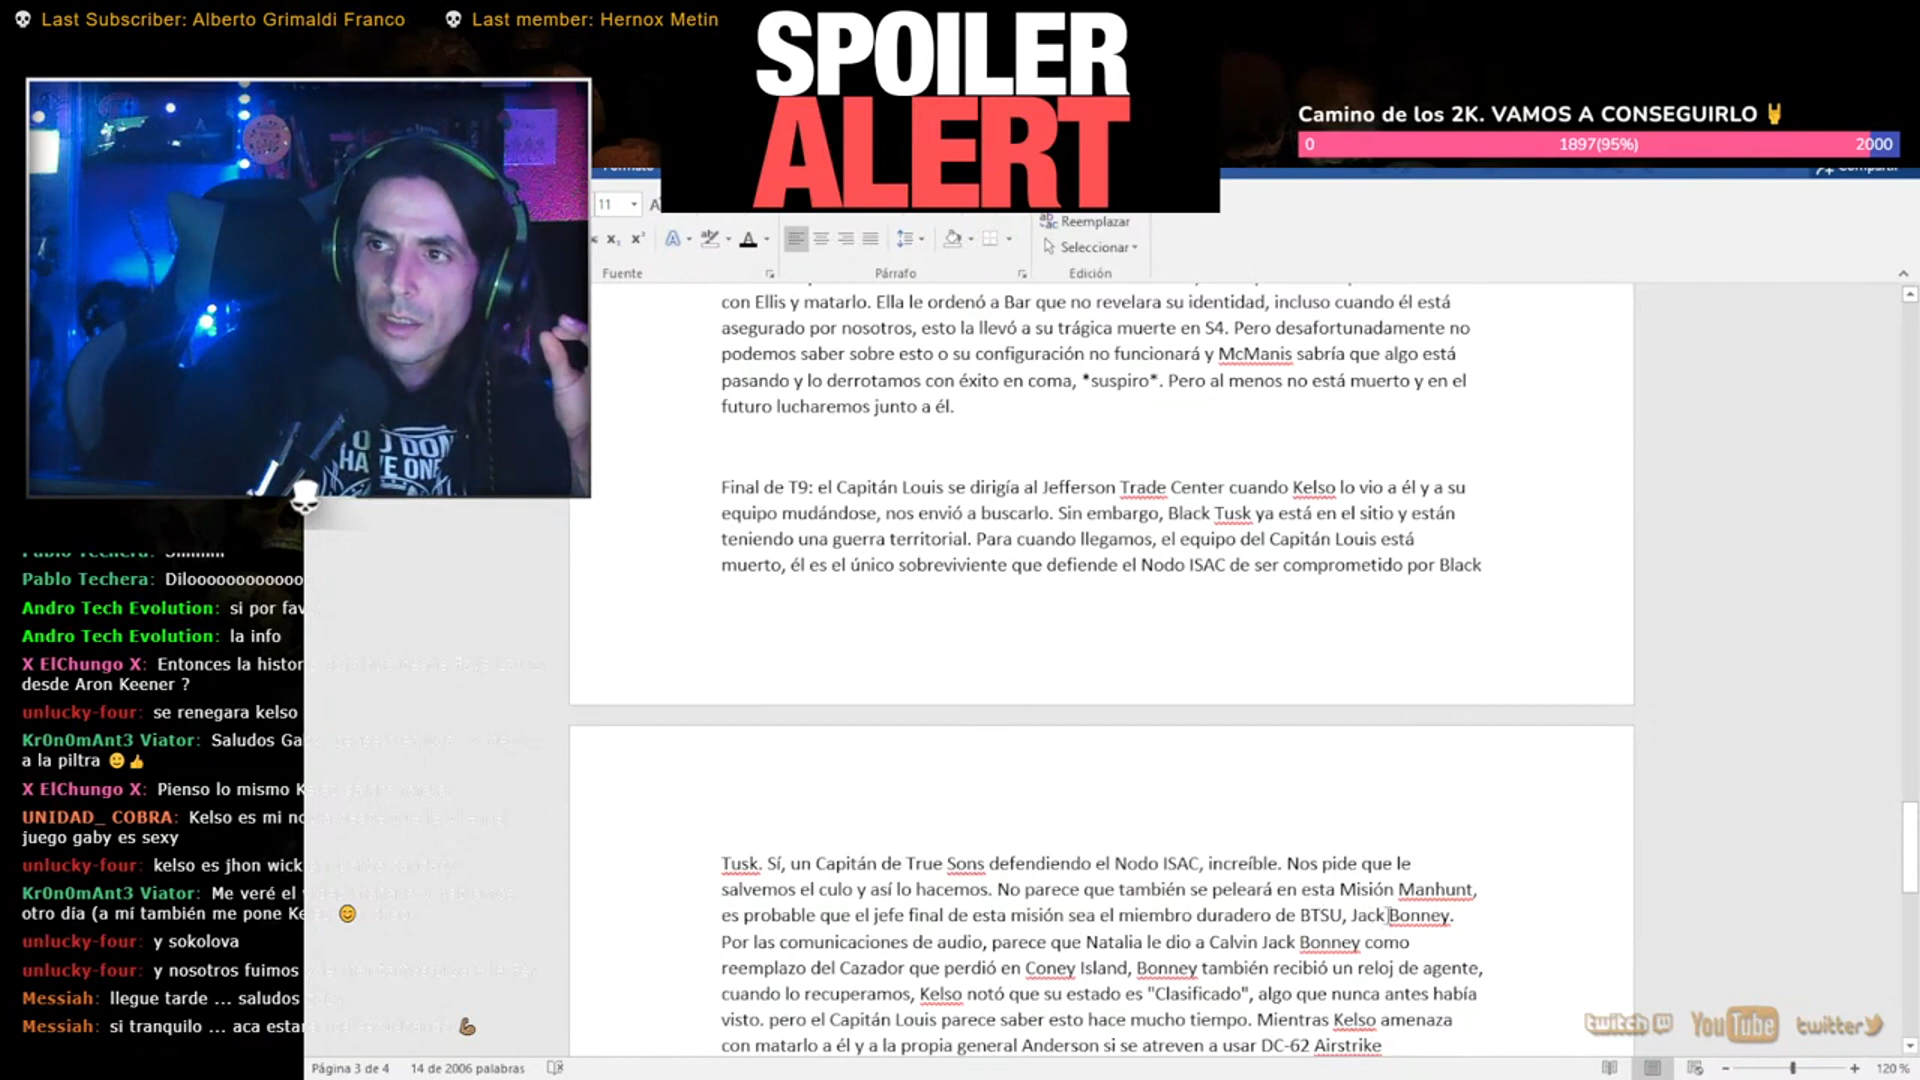 Last Subscriber: Alberto Grimaldi Franco
Last member: Hernox Metin
SPOILER
ALERT
Camino de los 2K. VAMOS A CONSEGUIRLO 🤘
0 1897(95%) 2000
11
Reemplazar
Seleccionar
Fuente
Párrafo
Edición
con Ellis y matarlo. Ella le ordenó a Bar que no revelara su identidad, incluso cuando él está
asegurado por nosotros, esto la llevó a su trágica muerte en S4. Pero desafortunadamente no
podemos saber sobre esto o su configuración no funcionará y McManis sabría que algo está
pasando y lo derrotamos con éxito en coma, *suspiro*. Pero al menos no está muerto y en el
futuro lucharemos junto a él.
Final de T9: el Capitán Louis se dirigía al Jefferson Trade Center cuando Kelso lo vio a él y a su
equipo mudándose, nos envió a buscarlo. Sin embargo, Black Tusk ya está en el sitio y están
teniendo una guerra territorial. Para cuando llegamos, el equipo del Capitán Louis está
muerto, él es el único sobreviviente que defiende el Nodo ISAC de ser comprometido por Black
Tusk. Sí, un Capitán de True Sons defendiendo el Nodo ISAC, increíble. Nos pide que le
salvemos el culo y así lo hacemos. No parece que también se peleará en esta Misión Manhunt,
es probable que el jefe final de esta misión sea el miembro duradero de BTSU, Jack Bonney.
Por las comunicaciones de audio, parece que Natalia le dio a Calvin Jack Bonney como
reemplazo del Cazador que perdió en Coney Island, Bonney también recibió un reloj de agente,
cuando lo recuperamos, Kelso notó que su estado es "Clasificado", algo que nunca antes había
visto. pero el Capitán Louis parece saber esto hace mucho tiempo. Mientras Kelso amenaza
con matarlo a él y a la propia general Anderson si se atreven a usar DC-62 Airstrike
Pablo Techera: Dilooooooooooo
Andro Tech Evolution: si por fav
Andro Tech Evolution: la info
X ElChungo X: Entonces la histor
desde Aron Keener ?
unlucky-four: se renegara kelso
Kr0n0mAnt3 Viator: Saludos Ga
a la piltra 🙂👍
X ElChungo X: Pienso lo mismo K
UNIDAD_ COBRA: Kelso es mi no
juego gaby es sexy
unlucky-four: kelso es jhon wick
Kr0n0mAnt3 Viator: Me veré el
otro día (a mí también me pone Ke 😊
unlucky-four: y sokolova
unlucky-four: y nosotros fuimos
Messiah: llegue tarde ... saludos
Messiah: si tranquilo ... aca estar 💪
twitch
YouTube
twitter
Página 3 de 4
14 de 2006 palabras
120 %